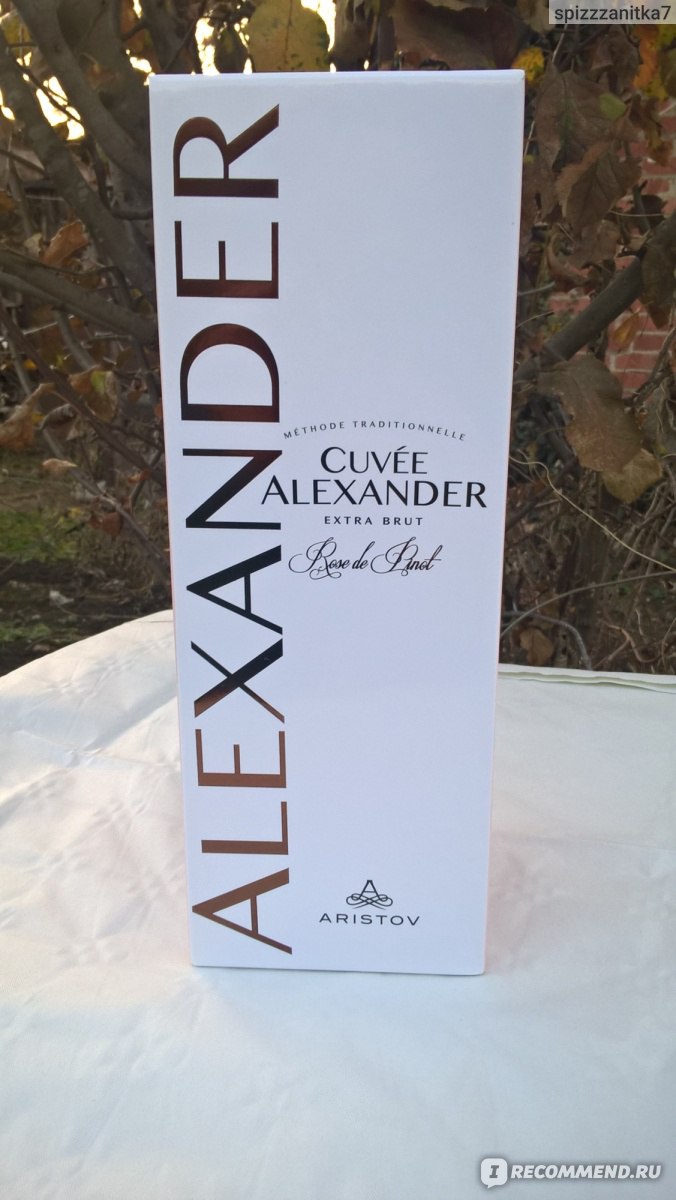 spizzzanitka7
ALEXANDER
MÉTHODE TRADITIONNELLE
CUVÉE
ALEXANDER
EXTRA BRUT
Rose de Pinot
A
ARISTOV
I RECOMMEND.RU